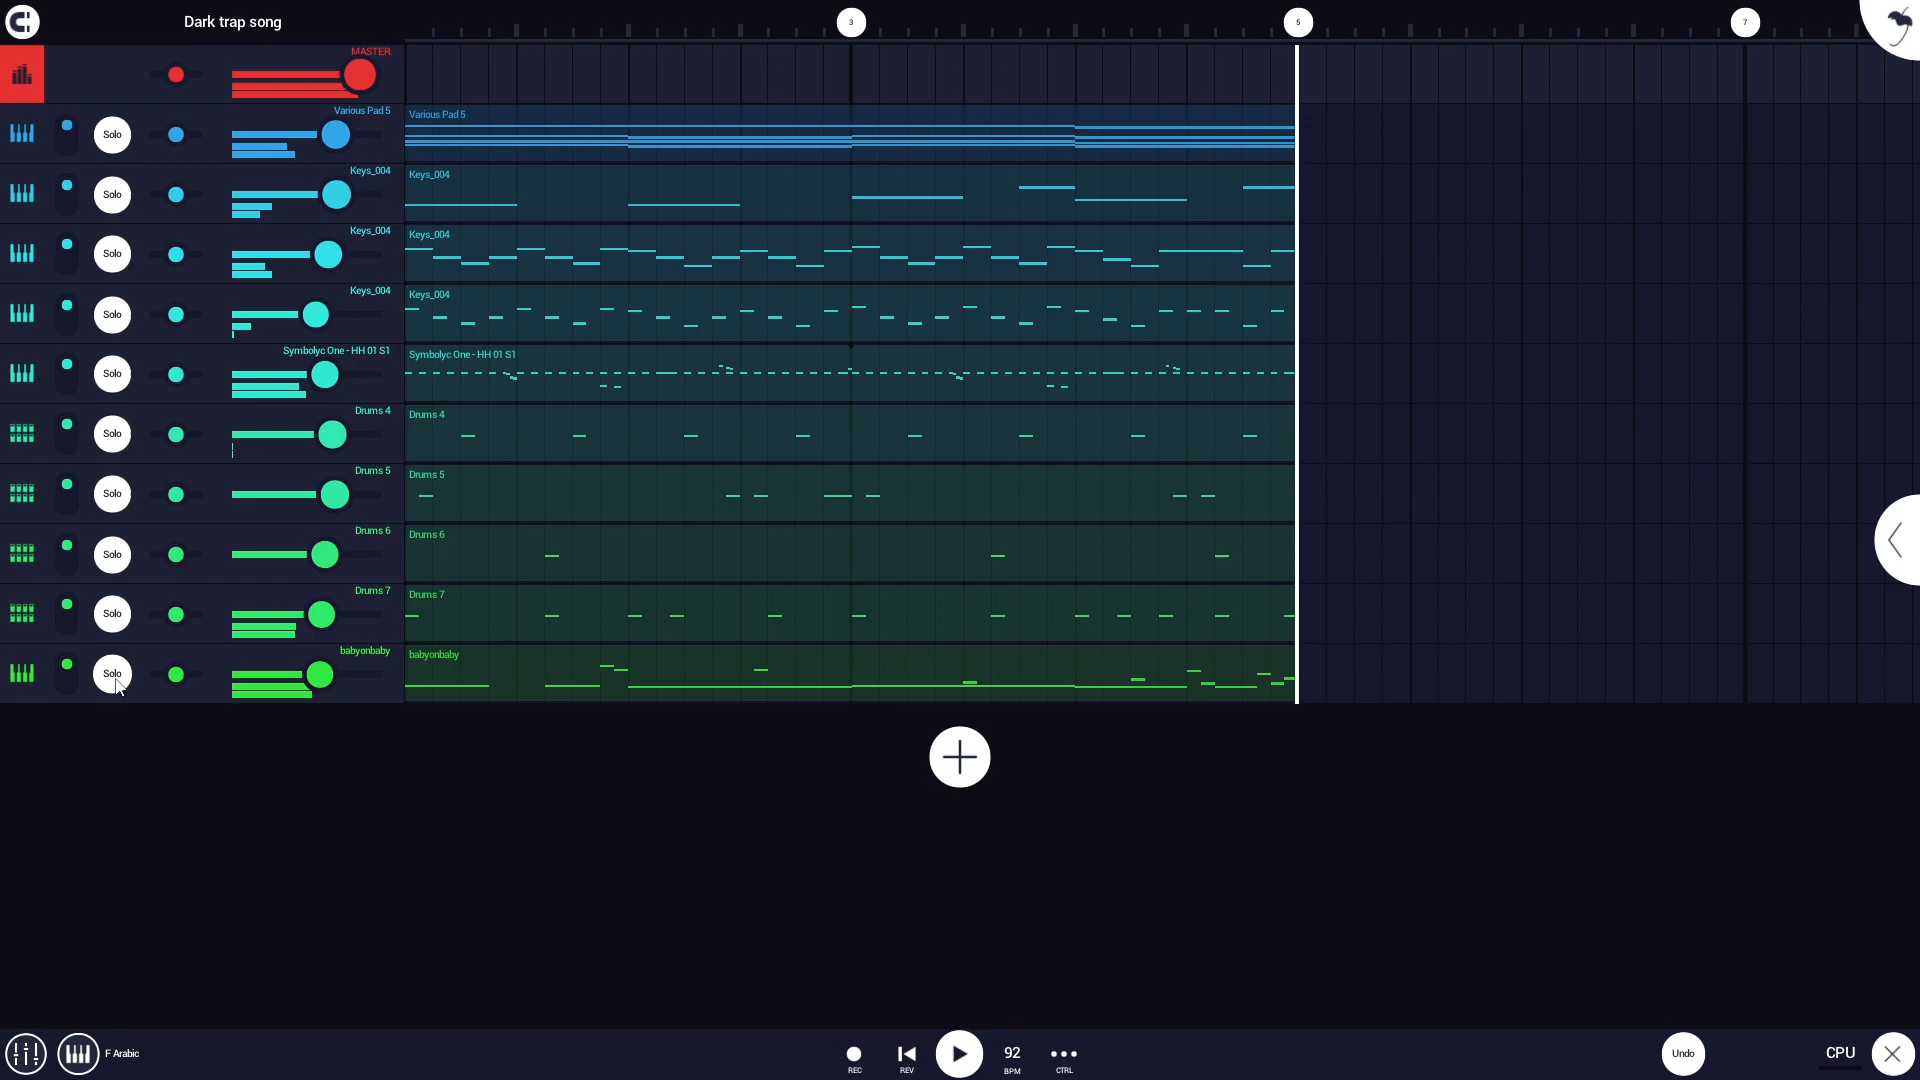 Dark trap song
3
5
7
MASTER
Various Pad 5
Solo
Various Pad 5
Keys_004
Solo
Keys_004
Keys_004
Solo
Keys_004
Keys_004
Solo
Keys_004
Symbolyc One - HH 01 S1
Solo
Symbolyc One - HH 01 S1
Drums 4
Solo
Drums 4
Drums 5
Solo
Drums 5
Drums 6
Solo
Drums 6
Drums 7
Solo
Drums 7
babyonbaby
Solo
babyonbaby
F Arabic
REC
REV
92
BPM
CTRL
Undo
CPU